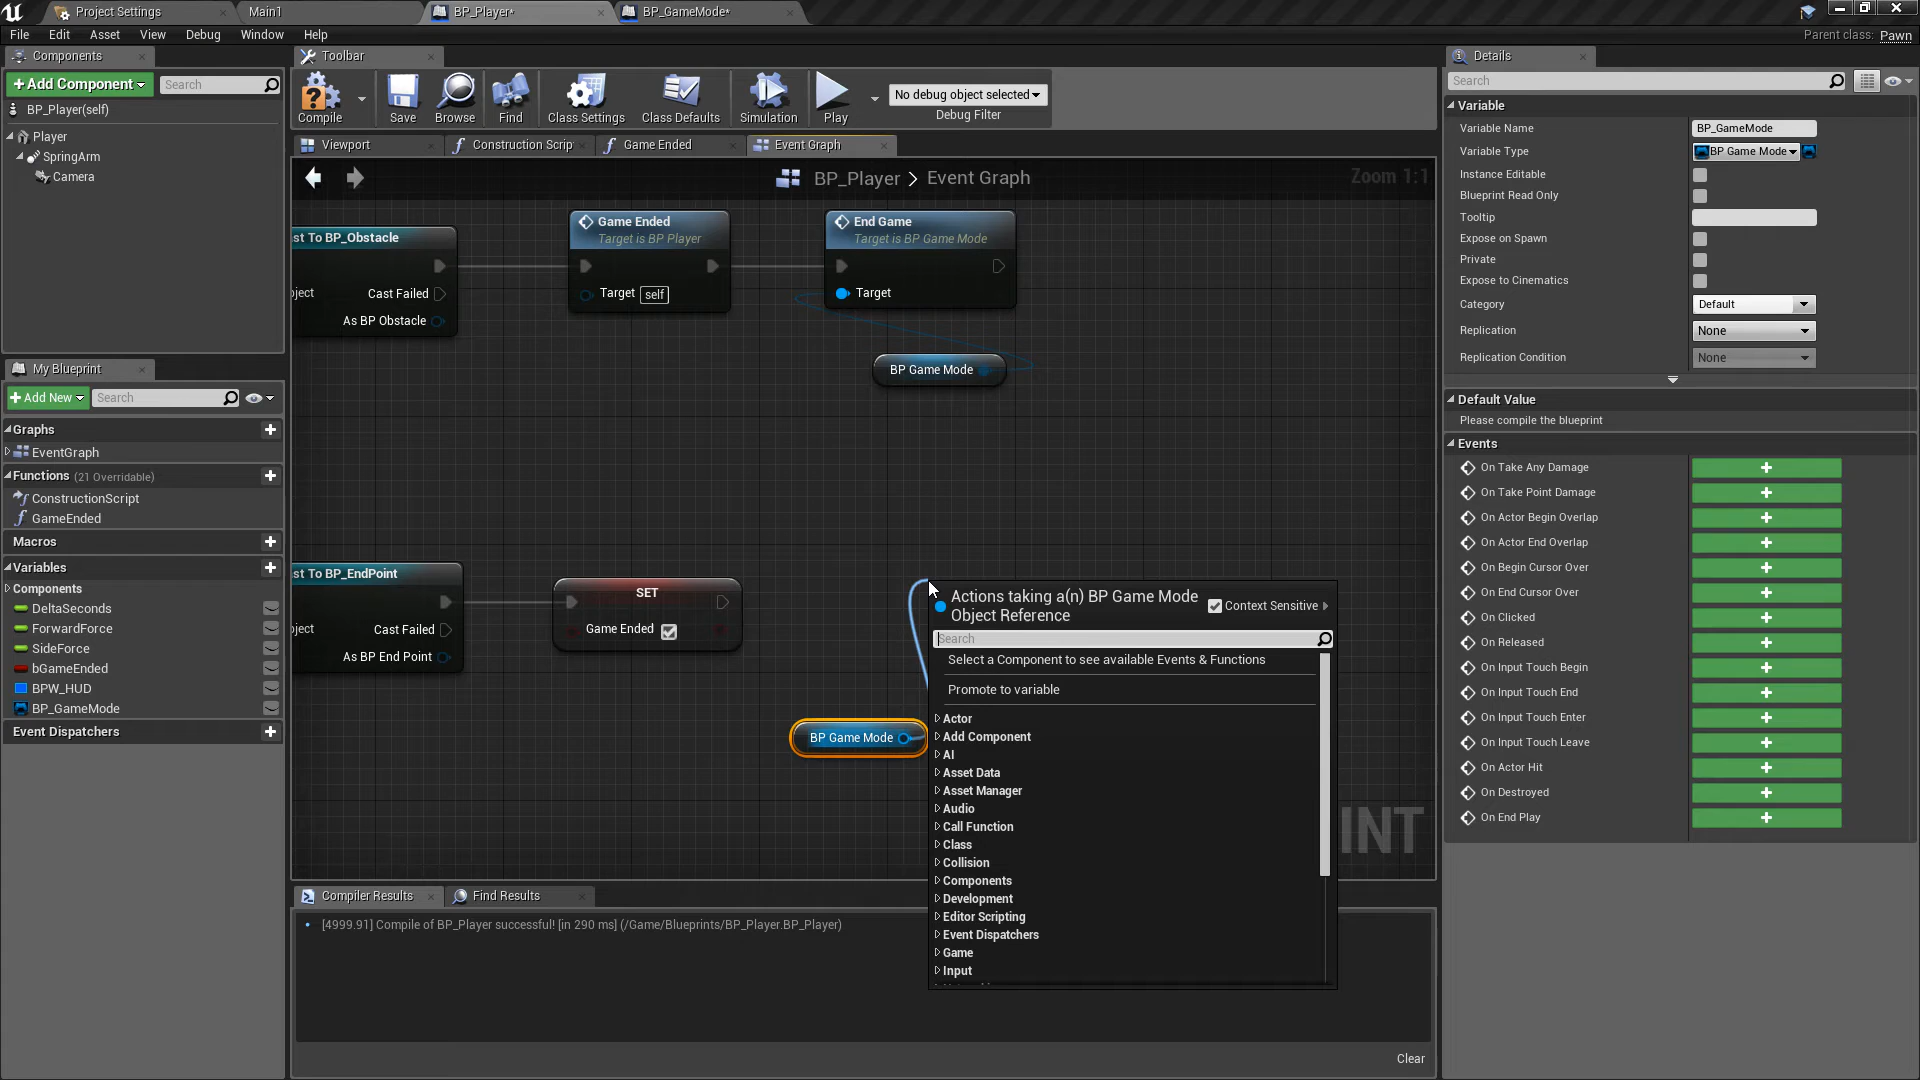 Project Settings
Main1
BP_Player*
BP_GameMode*
File Edit Asset View Debug Window Help
Parent class: Pawn
Components
+Add Component
Search
BP_Player(self)
Player
SpringArm
Camera
My Blueprint
+Add New
Search
Graphs
EventGraph
Functions (21 Overridable)
ConstructionScript
GameEnded
Macros
Variables
Components
DeltaSeconds
ForwardForce
SideForce
bGameEnded
BPW_HUD
BP_GameMode
Event Dispatchers
Toolbar
Compile
Save
Browse
Find
Class Settings
Class Defaults
Simulation
Play
No debug object selected
Debug Filter
Viewport
Construction Scrip
Game Ended
Event Graph
BP_Player > Event Graph
Zoom 1:1
st To BP_Obstacle
Cast Failed
As BP Obstacle
Game Ended
Target is BP Player
Target self
End Game
Target is BP Game Mode
Target
BP Game Mode
st To BP_EndPoint
Cast Failed
As BP End Point
SET
Game Ended
BP Game Mode
Actions taking a(n) BP Game Mode
Object Reference
Context Sensitive
Search
Select a Component to see available Events & Functions
Promote to variable
Actor
Add Component
AI
Asset Data
Asset Manager
Audio
Call Function
Class
Collision
Components
Development
Editor Scripting
Event Dispatchers
Game
Input
INT
Compiler Results
Find Results
[4999.91] Compile of BP_Player successful! [in 290 ms] (/Game/Blueprints/BP_Player.BP_Player)
Clear
Details
Search
Variable
Variable Name BP_GameMode
Variable Type BP Game Mode
Instance Editable
Blueprint Read Only
Tooltip
Expose on Spawn
Private
Expose to Cinematics
Category Default
Replication None
Replication Condition None
Default Value
Please compile the blueprint
Events
On Take Any Damage
On Take Point Damage
On Actor Begin Overlap
On Actor End Overlap
On Begin Cursor Over
On End Cursor Over
On Clicked
On Released
On Input Touch Begin
On Input Touch End
On Input Touch Enter
On Input Touch Leave
On Actor Hit
On Destroyed
On End Play